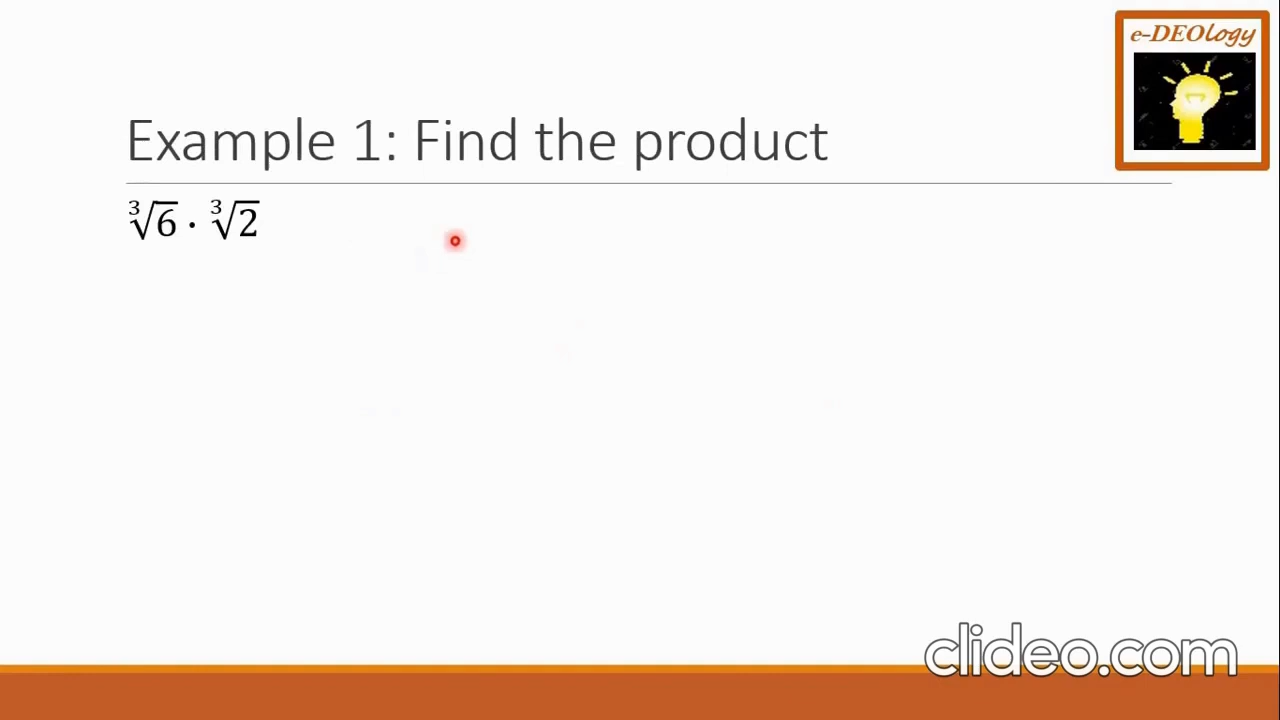 e-DEOlogy
Example 1: Find the product
∛6 · ∛2
clideo.com